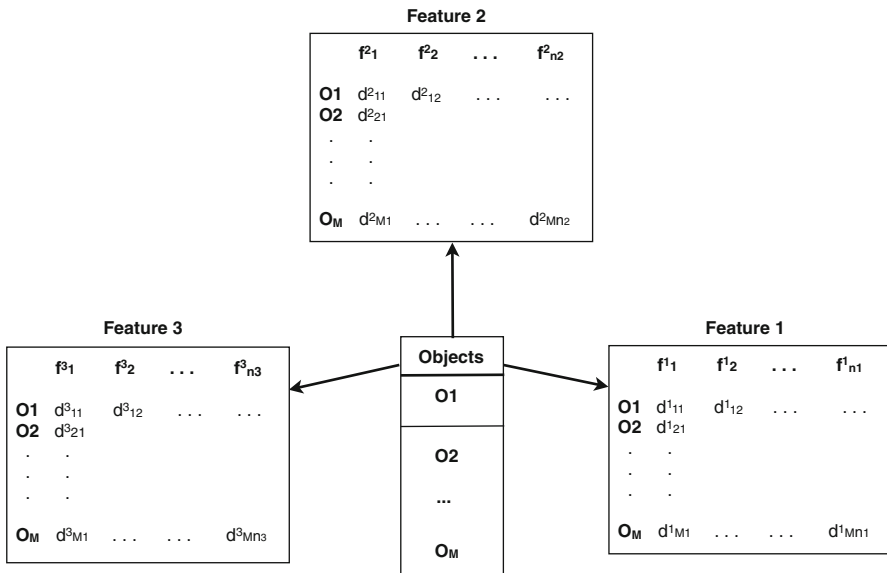 Feature 2
f²1 f²2 . . . f²n2
O1 d²11 d²12 . . . . . .
O2 d²21
. .
. .
. .
OM d²M1 . . . . . . d²Mn2
Feature 3
f³1 f³2 . . . f³n3
O1 d³11 d³12 . . . . . .
O2 d³21
. .
. .
. .
OM d³M1 . . . . . . d³Mn3
Objects
O1
O2
...
OM
Feature 1
f¹1 f¹2 . . . f¹n1
O1 d¹11 d¹12 . . . . . .
O2 d¹21
. .
. .
. .
OM d¹M1 . . . . . . d¹Mn1